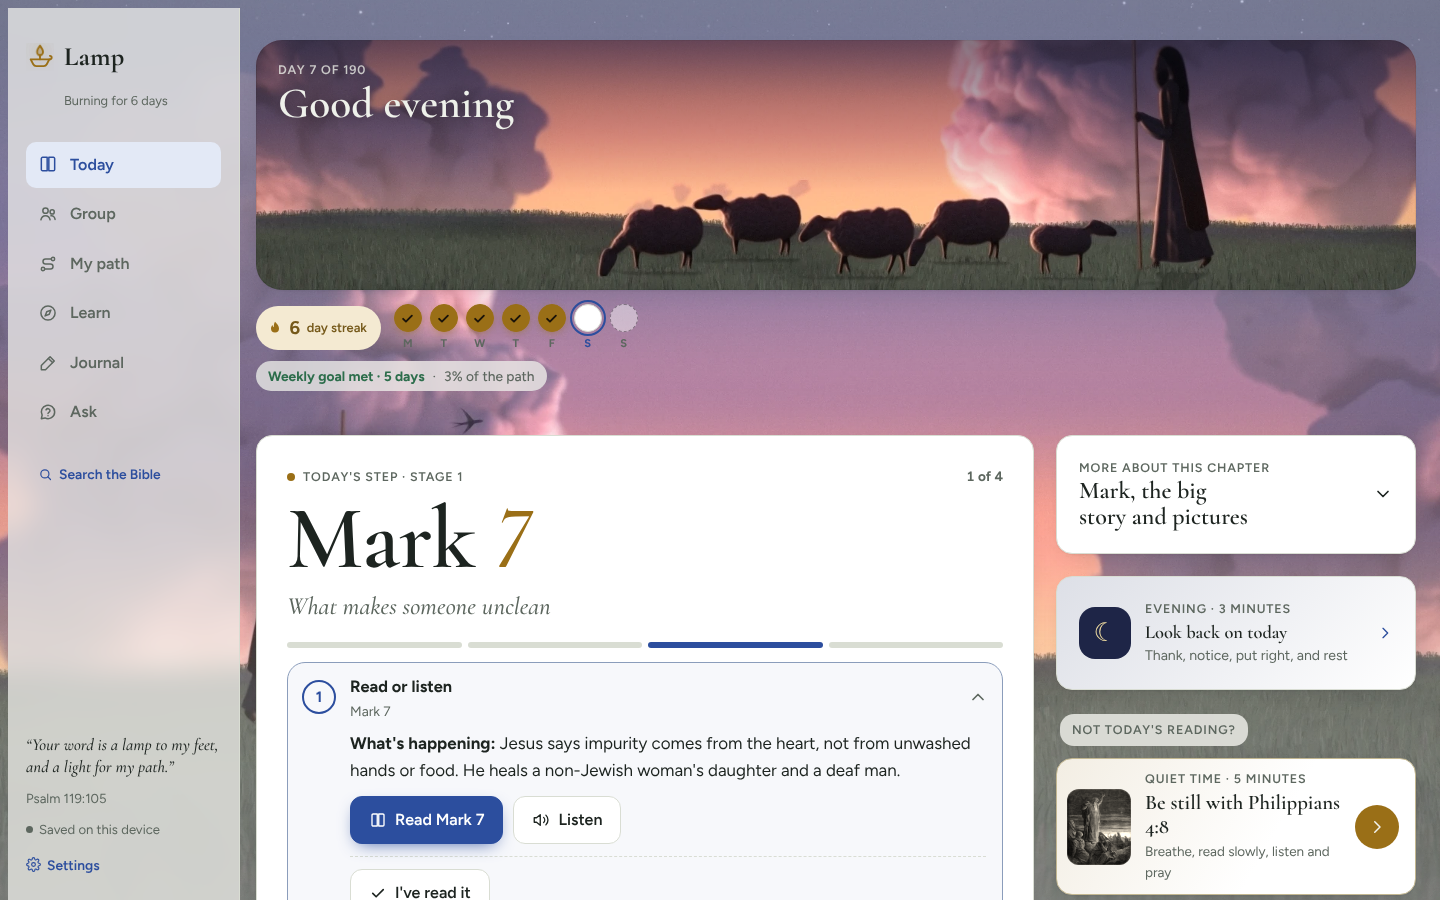 Lamp
Burning for 6 days
Today
Group
My path
Learn
Journal
Ask
Search the Bible
“Your word is a lamp to my feet,
and a light for my path.”
Psalm 119:105
Saved on this device
Settings
DAY 7 OF 190
Good evening
6 day streak
M T W T F S S
Weekly goal met · 5 days · 3% of the path
TODAY'S STEP · STAGE 1
1 of 4
Mark 7
What makes someone unclean
1
Read or listen
Mark 7
What's happening: Jesus says impurity comes from the heart, not from unwashed
hands or food. He heals a non-Jewish woman's daughter and a deaf man.
Read Mark 7
Listen
I've read it
MORE ABOUT THIS CHAPTER
Mark, the big
story and pictures
EVENING · 3 MINUTES
Look back on today
Thank, notice, put right, and rest
NOT TODAY'S READING?
QUIET TIME · 5 MINUTES
Be still with Philippians
4:8
Breathe, read slowly, listen and
pray